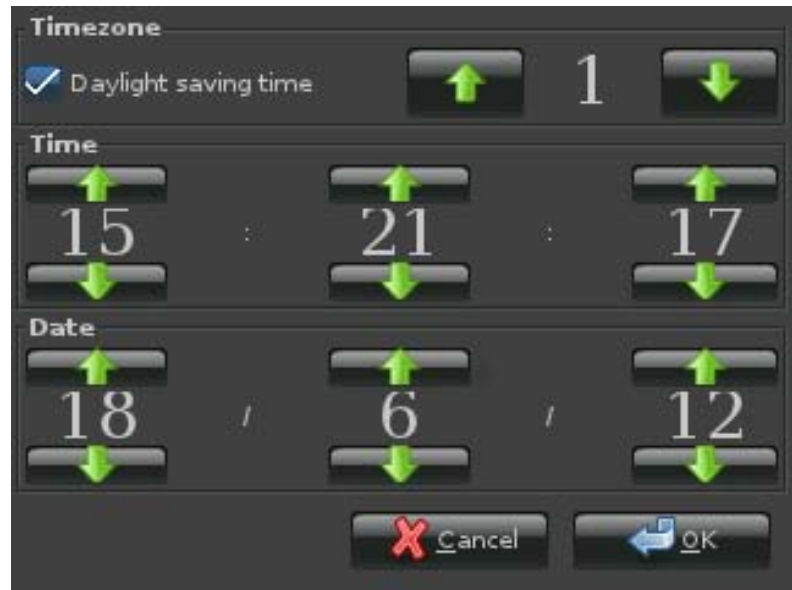 Timezone
Daylight saving time 1
Time
15 : 21 : 17
Date
18 / 6 / 12
Cancel OK